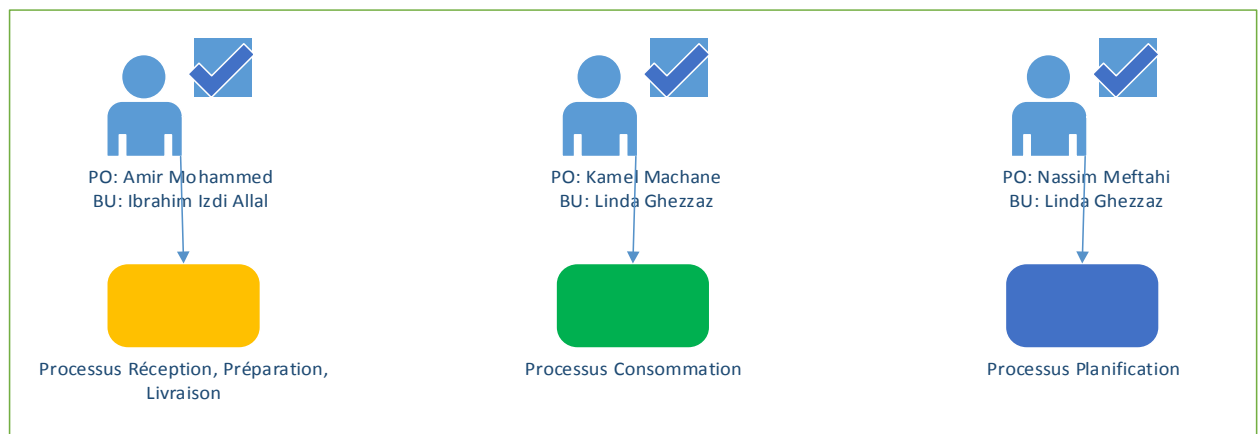 PO: Amir Mohammed
BU: Ibrahim Izdi Allal
PO: Kamel Machane
BU: Linda Ghezzaz
PO: Nassim Meftahi
BU: Linda Ghezzaz
Processus Réception, Préparation,
Livraison
Processus Consommation
Processus Planification